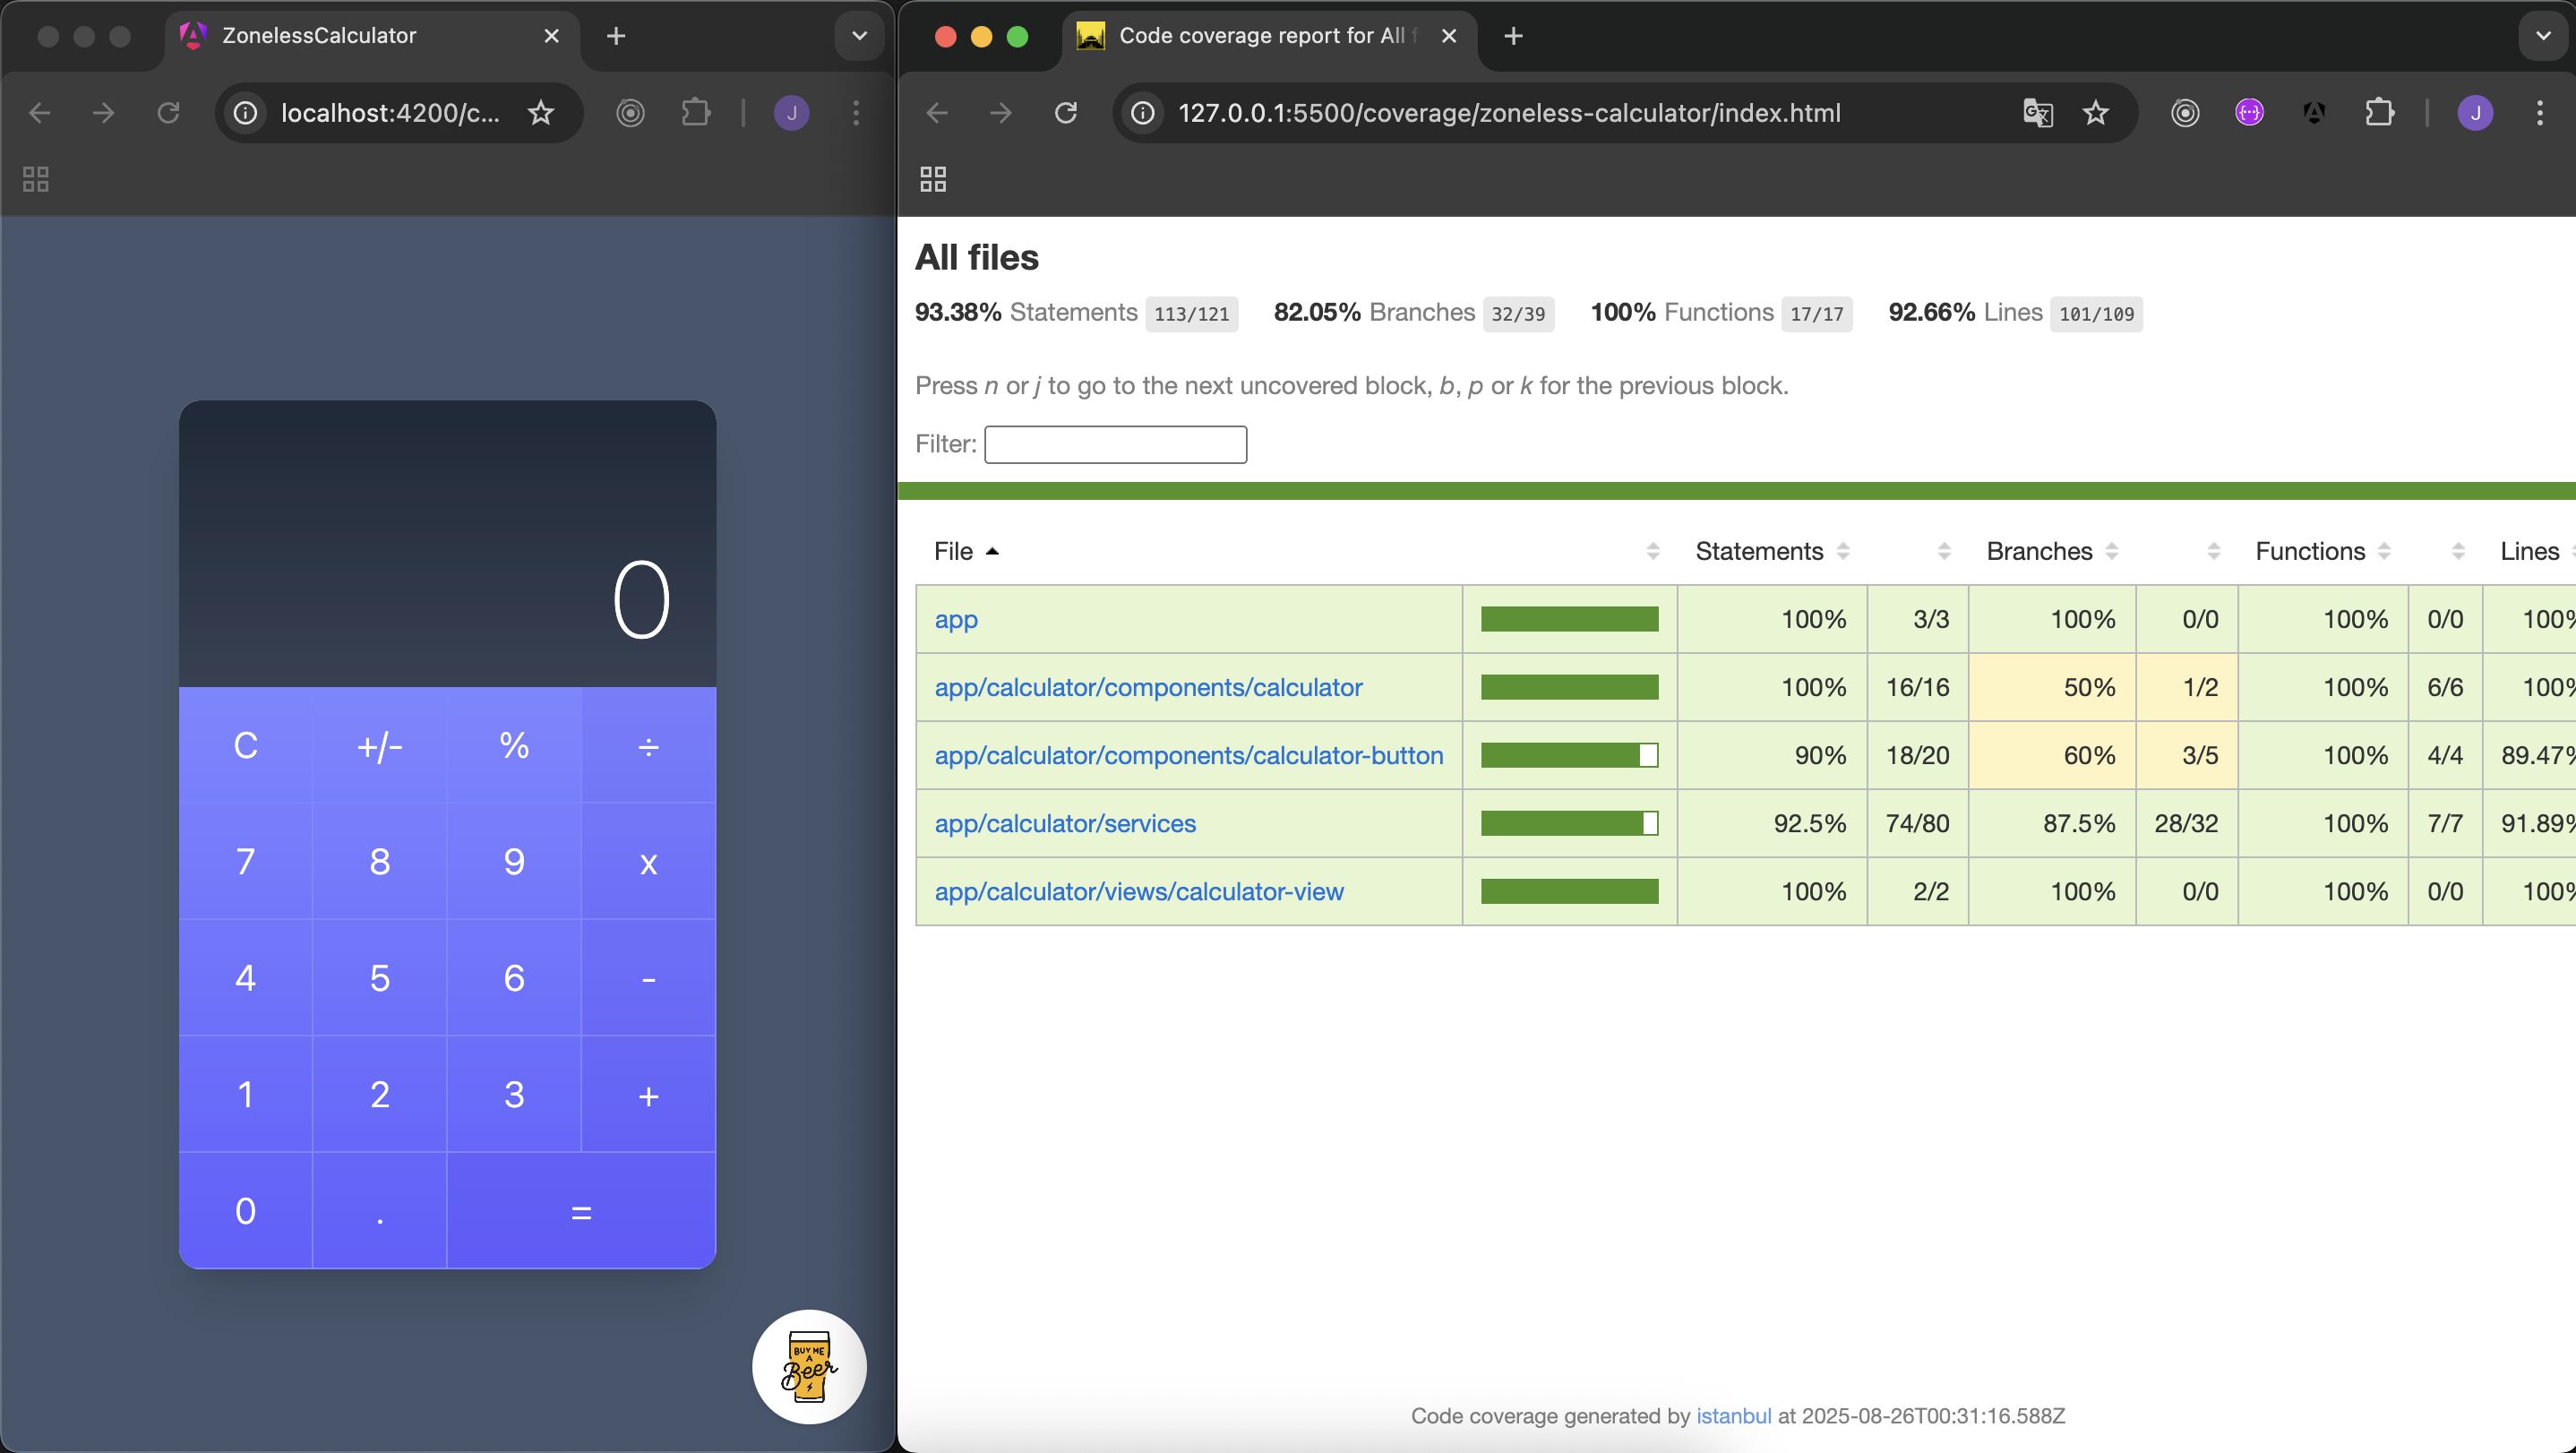 ZonelessCalculator
localhost:4200/c...
J
0
C +/- % ÷
7 8 9 x
4 5 6 -
1 2 3 +
0 . =
BUY ME
A
Beer
Code coverage report for All f
127.0.0.1:5500/coverage/zoneless-calculator/index.html
J
All files
93.38% Statements 113/121 82.05% Branches 32/39 100% Functions 17/17 92.66% Lines 101/109
Press n or j to go to the next uncovered block, b, p or k for the previous block.
Filter:
File Statements Branches Functions Lines
app 100% 3/3 100% 0/0 100% 0/0 100%
app/calculator/components/calculator 100% 16/16 50% 1/2 100% 6/6 100%
app/calculator/components/calculator-button 90% 18/20 60% 3/5 100% 4/4 89.47%
app/calculator/services 92.5% 74/80 87.5% 28/32 100% 7/7 91.89%
app/calculator/views/calculator-view 100% 2/2 100% 0/0 100% 0/0 100%
Code coverage generated by istanbul at 2025-08-26T00:31:16.588Z